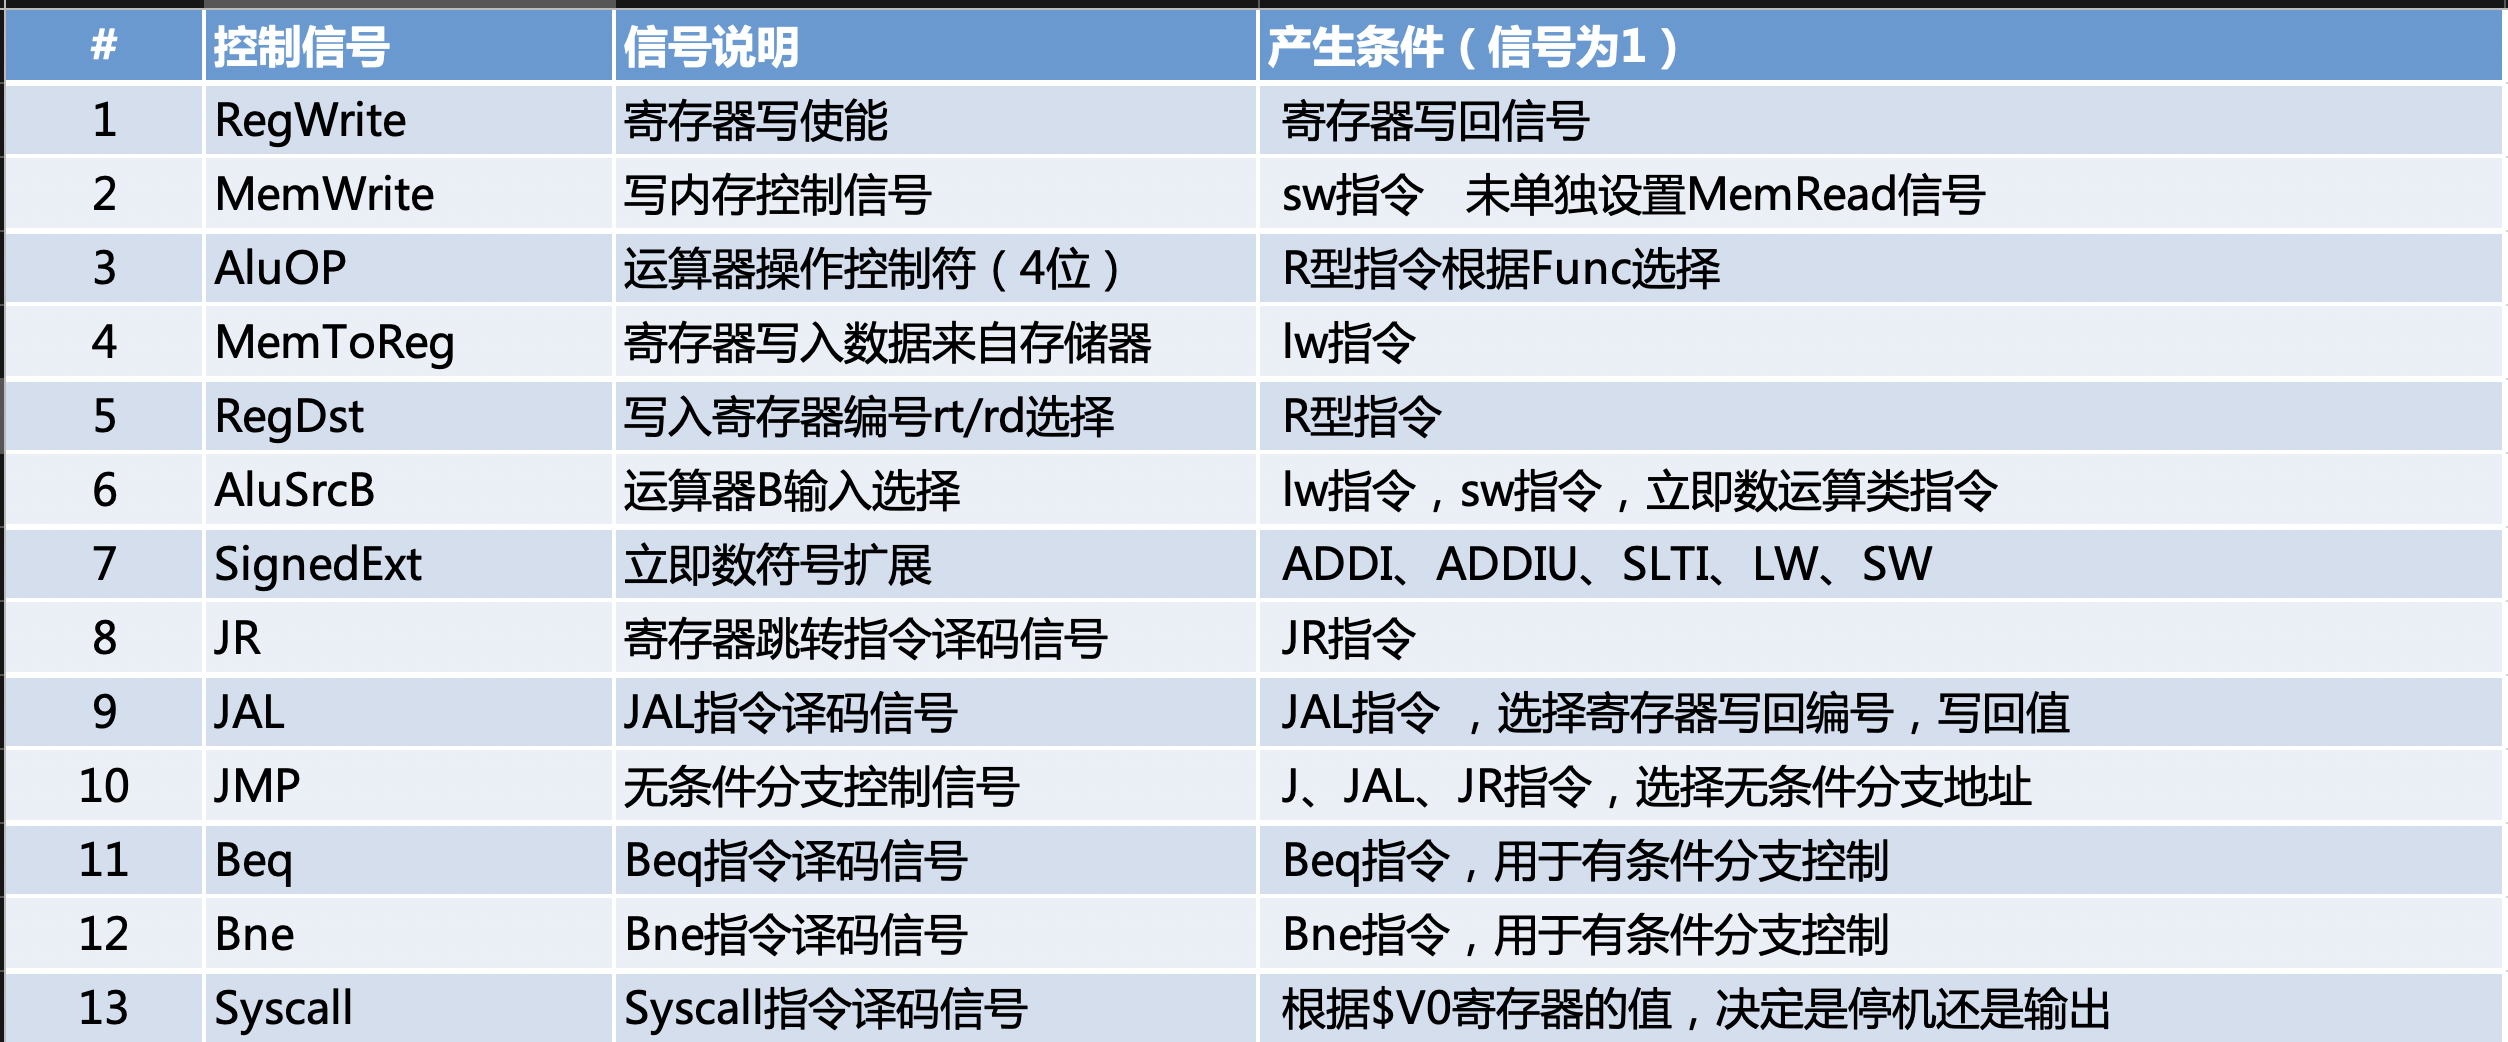 # 控制信号 信号说明 产生条件（信号为1）
1 RegWrite 寄存器写使能 寄存器写回信号
2 MemWrite 写内存控制信号 sw指令 未单独设置MemRead信号
3 AluOP 运算器操作控制符（4位） R型指令根据Func选择
4 MemToReg 寄存器写入数据来自存储器 lw指令
5 RegDst 写入寄存器编号rt/rd选择 R型指令
6 AluSrcB 运算器B输入选择 lw指令，sw指令，立即数运算类指令
7 SignedExt 立即数符号扩展 ADDI、ADDIU、SLTI、LW、SW
8 JR 寄存器跳转指令译码信号 JR指令
9 JAL JAL指令译码信号 JAL指令 ，选择寄存器写回编号，写回值
10 JMP 无条件分支控制信号 J、JAL、JR指令，选择无条件分支地址
11 Beq Beq指令译码信号 Beq指令，用于有条件分支控制
12 Bne Bne指令译码信号 Bne指令，用于有条件分支控制
13 Syscall Syscall指令译码信号 根据$V0寄存器的值，决定是停机还是输出